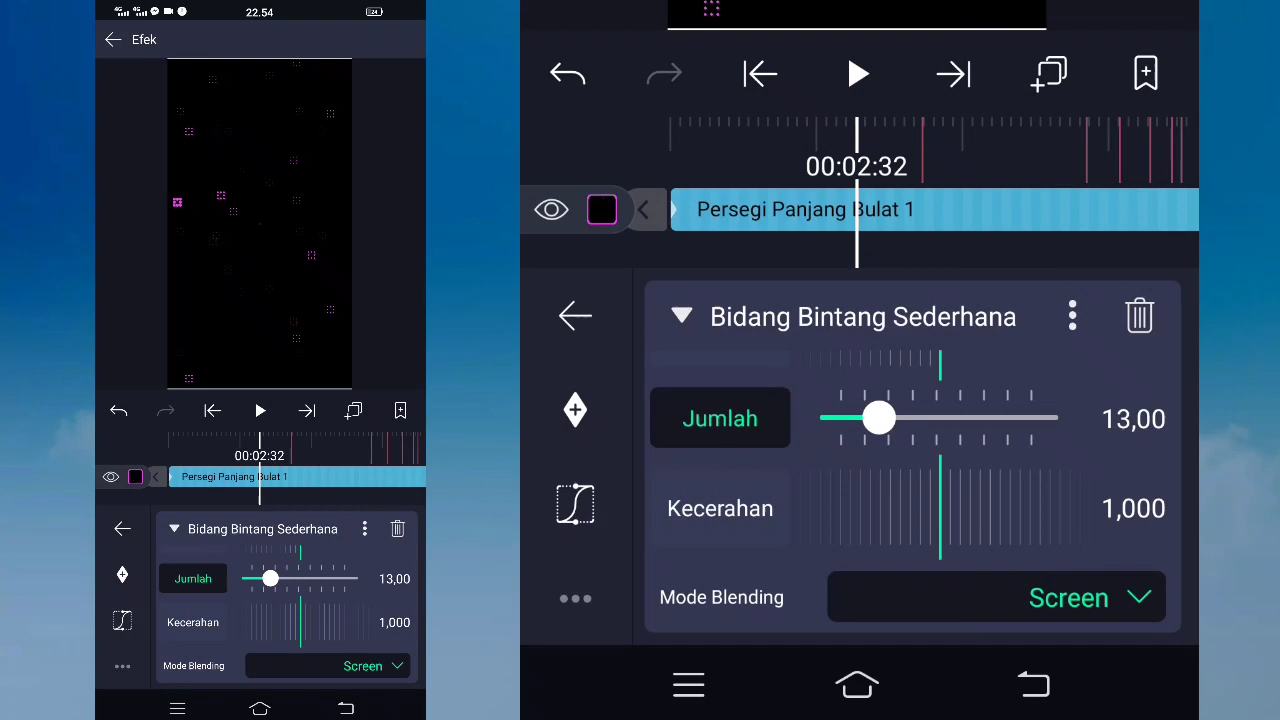 22.54
24
Efek
00:02:32
Persegi Panjang Bulat 1
Bidang Bintang Sederhana
Jumlah
13,00
Kecerahan
1,000
Mode Blending
Screen
00:02:32
Persegi Panjang Bulat 1
Bidang Bintang Sederhana
Jumlah
13,00
Kecerahan
1,000
Mode Blending
Screen